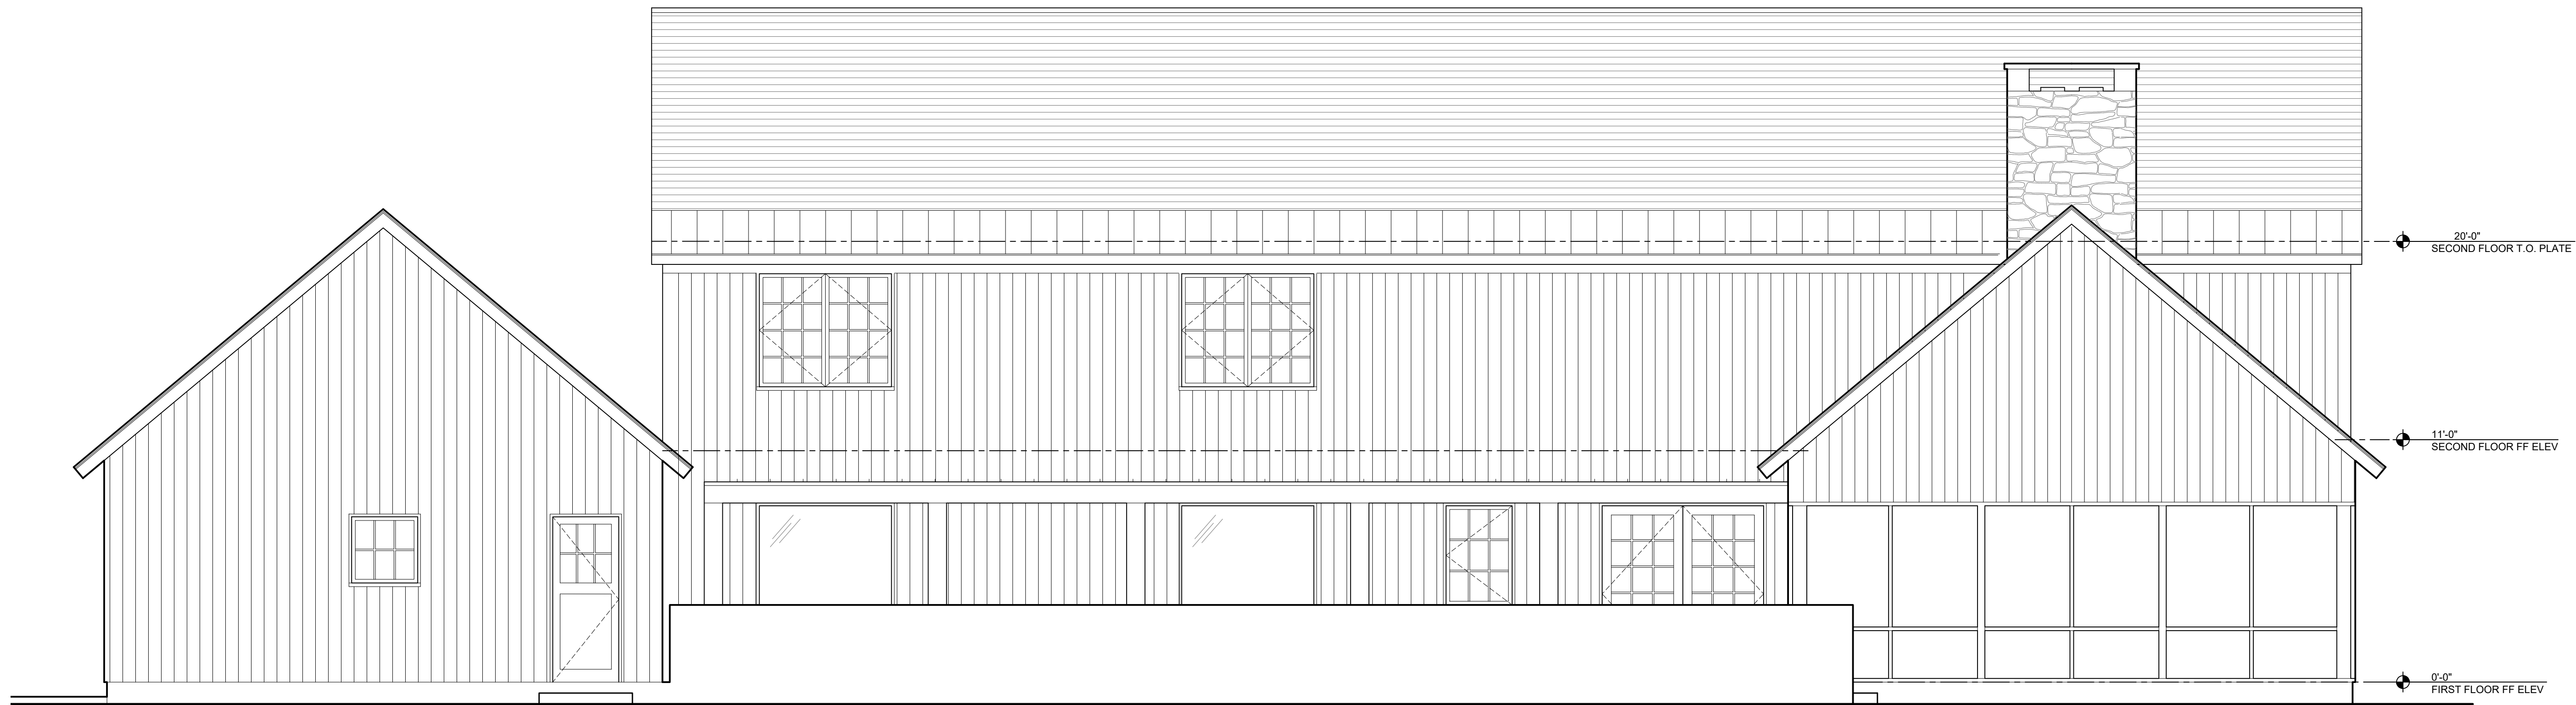 20'-0"
SECOND FLOOR T.O. PLATE
11'-0"
SECOND FLOOR FF ELEV
0'-0"
FIRST FLOOR FF ELEV